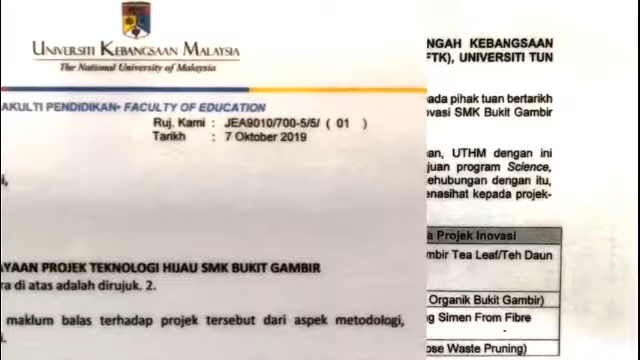 UNIVERSITI KEBANGSAAN MALAYSIA
The National University of Malaysia
AKULTI PENDIDIKAN• FACULTY OF EDUCATION
Ruj. Kami : JEA9010/700-5/5/ ( 01 )
Tarikh : 7 Oktober 2019
AYAAN PROJEK TEKNOLOGI HIJAU SMK BUKIT GAMBIR
ra di atas adalah dirujuk. 2.
maklum balas terhadap projek tersebut dari aspek metodologi,
NGAH KEBANGSAAN
FTK), UNIVERSITI TUN
ada pihak tuan bertarikh
ovasi SMK Bukit Gambir
an, UTHM dengan ini
juan program Science,
ehubungan dengan itu,
enasihat kepada projek-
a Projek Inovasi
mbir Tea Leaf/Teh Daun
Organik Bukit Gambir)
g Simen From Fibre
ose Waste Pruning)